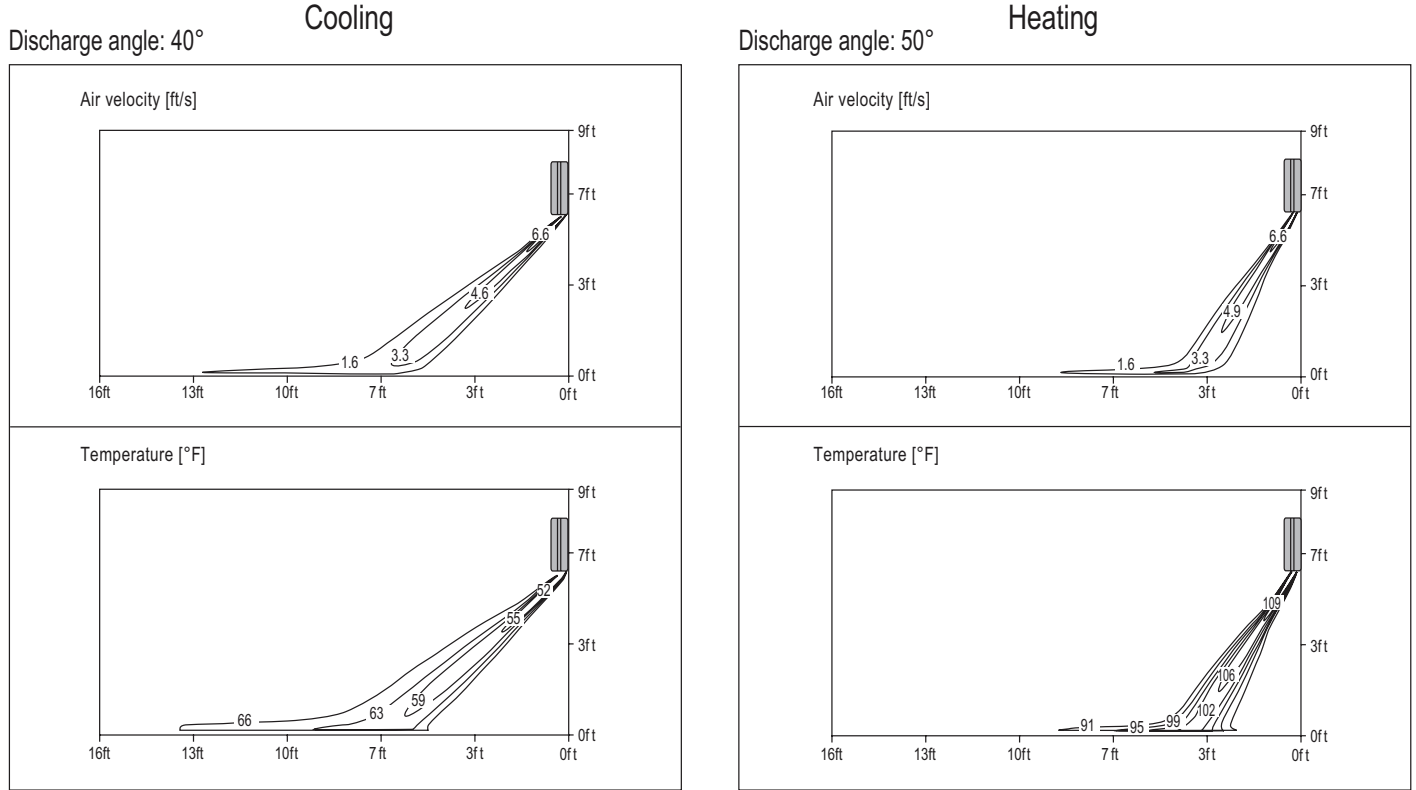 Cooling
Discharge angle: 40°
Air velocity [ft/s]
9ft
7ft
3ft
0ft
6.6
4.6
3.3
1.6
16ft 13ft 10ft 7ft 3ft 0ft
Temperature [°F]
9ft
7ft
3ft
0ft
52
55
59
63
66
16ft 13ft 10ft 7ft 3ft 0ft
Heating
Discharge angle: 50°
Air velocity [ft/s]
9ft
7ft
3ft
0ft
6.6
4.9
3.3
1.6
16ft 13ft 10ft 7ft 3ft 0ft
Temperature [°F]
9ft
7ft
3ft
0ft
109
106
102
99
95
91
16ft 13ft 10ft 7ft 3ft 0ft